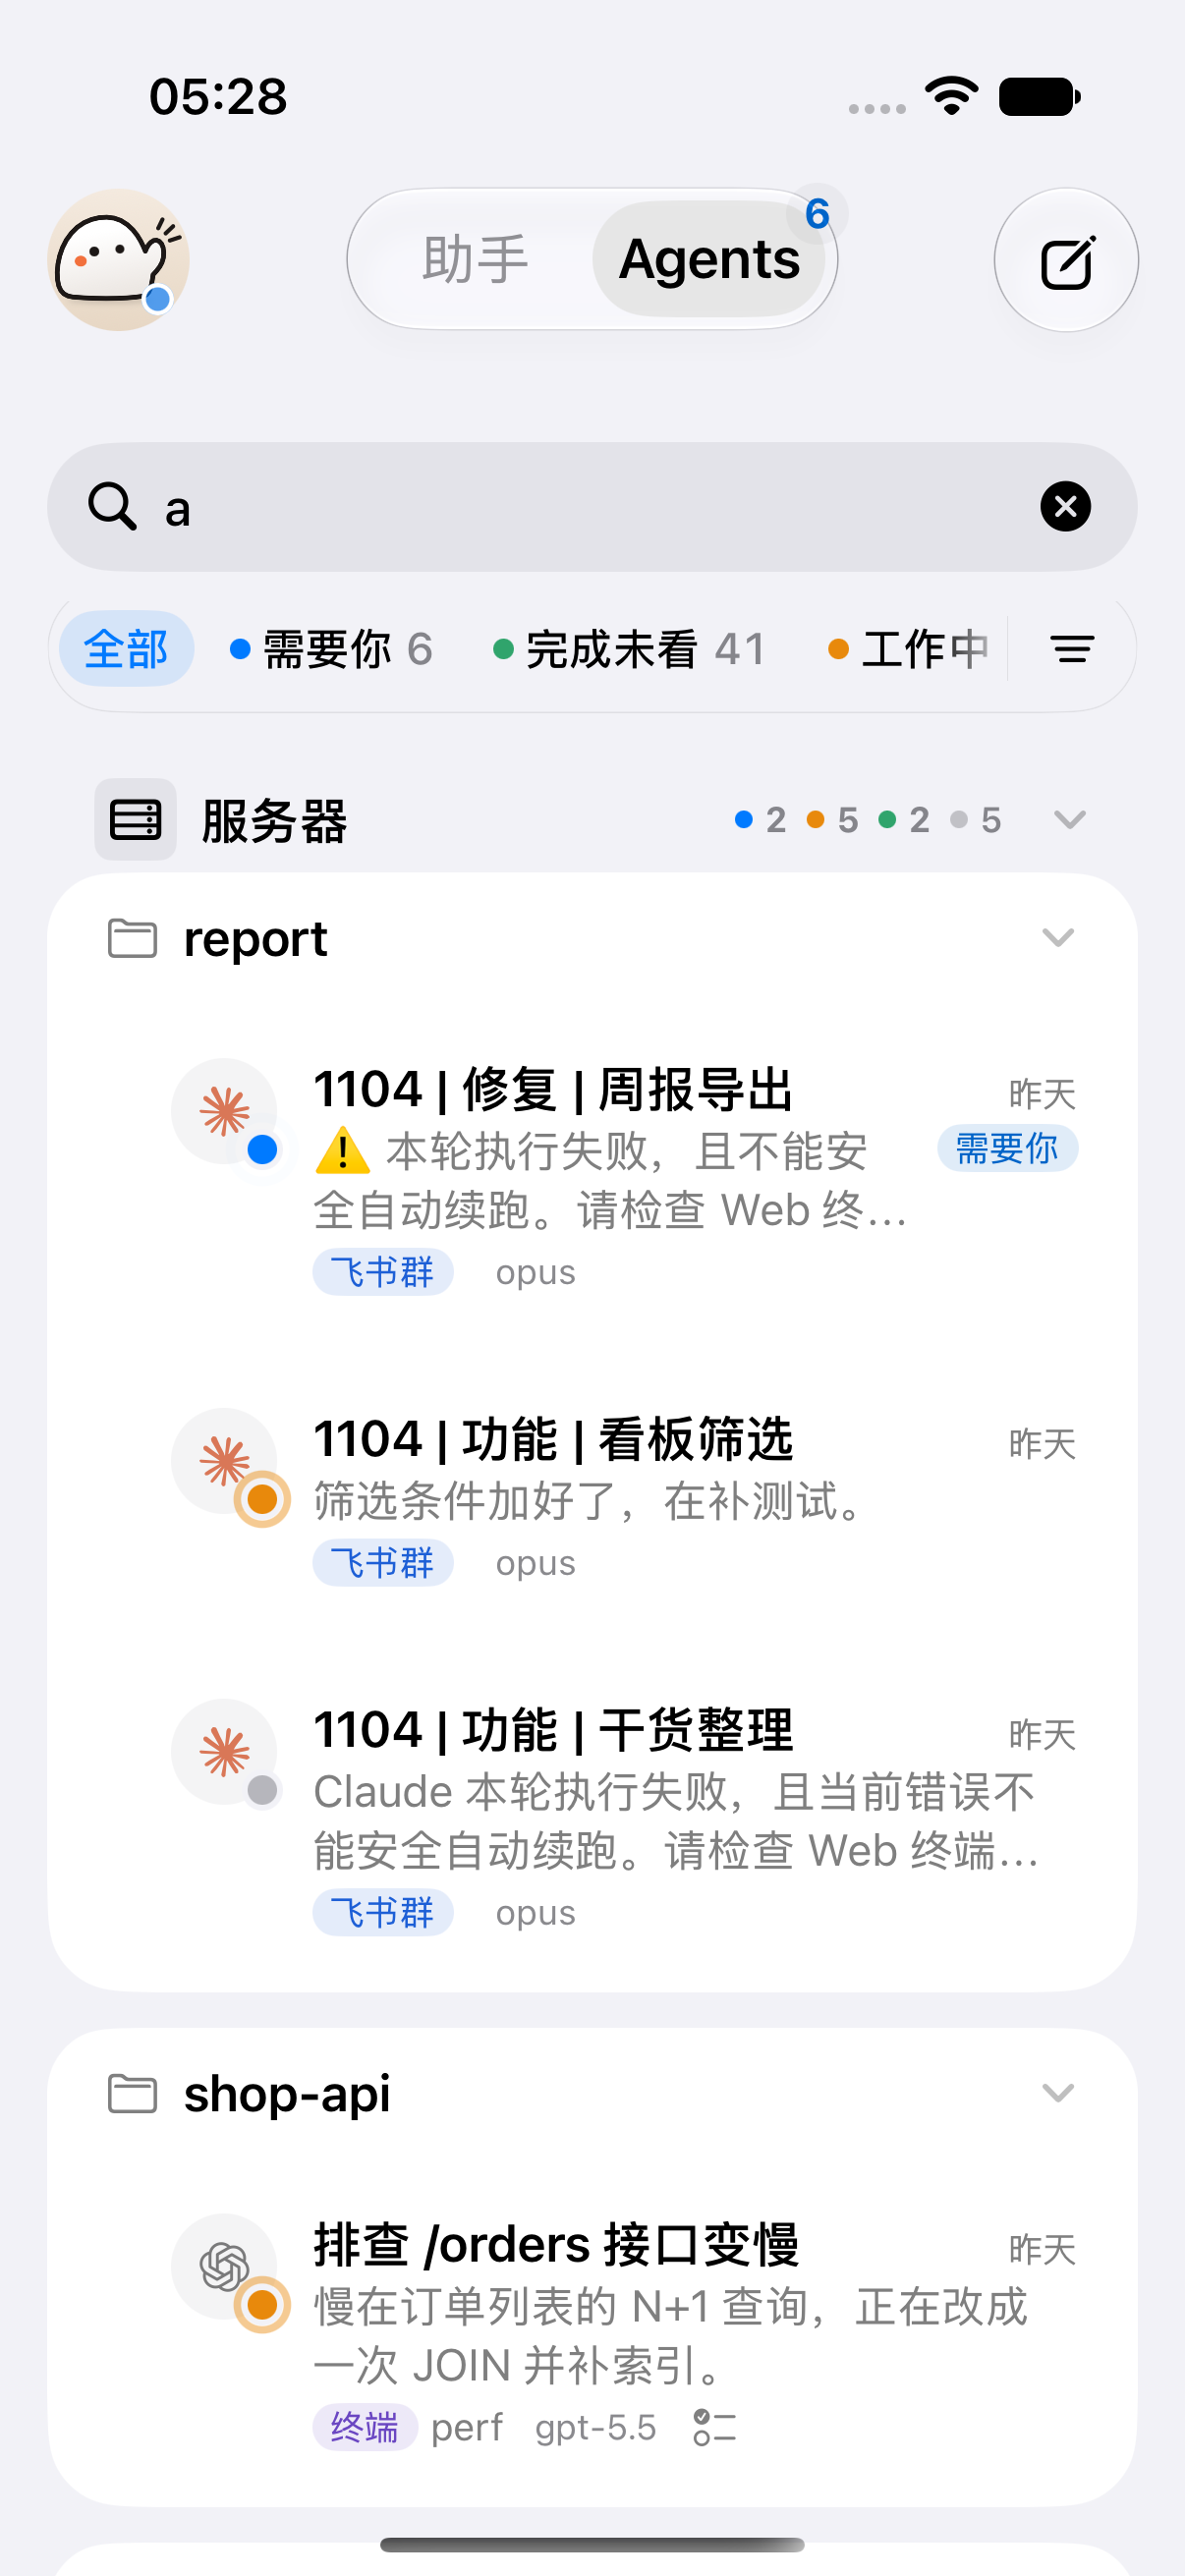 05:28
助手
Agents
6
a
全部
需要你 6
完成未看 41
工作中
服务器
2 5 2 5
report
1104 | 修复 | 周报导出
昨天
⚠️ 本轮执行失败，且不能安
需要你
全自动续跑。请检查 Web 终…
飞书群 opus
1104 | 功能 | 看板筛选
昨天
筛选条件加好了，在补测试。
飞书群 opus
1104 | 功能 | 干货整理
昨天
Claude 本轮执行失败，且当前错误不
能安全自动续跑。请检查 Web 终端…
飞书群 opus
shop-api
排查 /orders 接口变慢
昨天
慢在订单列表的 N+1 查询，正在改成
一次 JOIN 并补索引。
终端 perf gpt-5.5